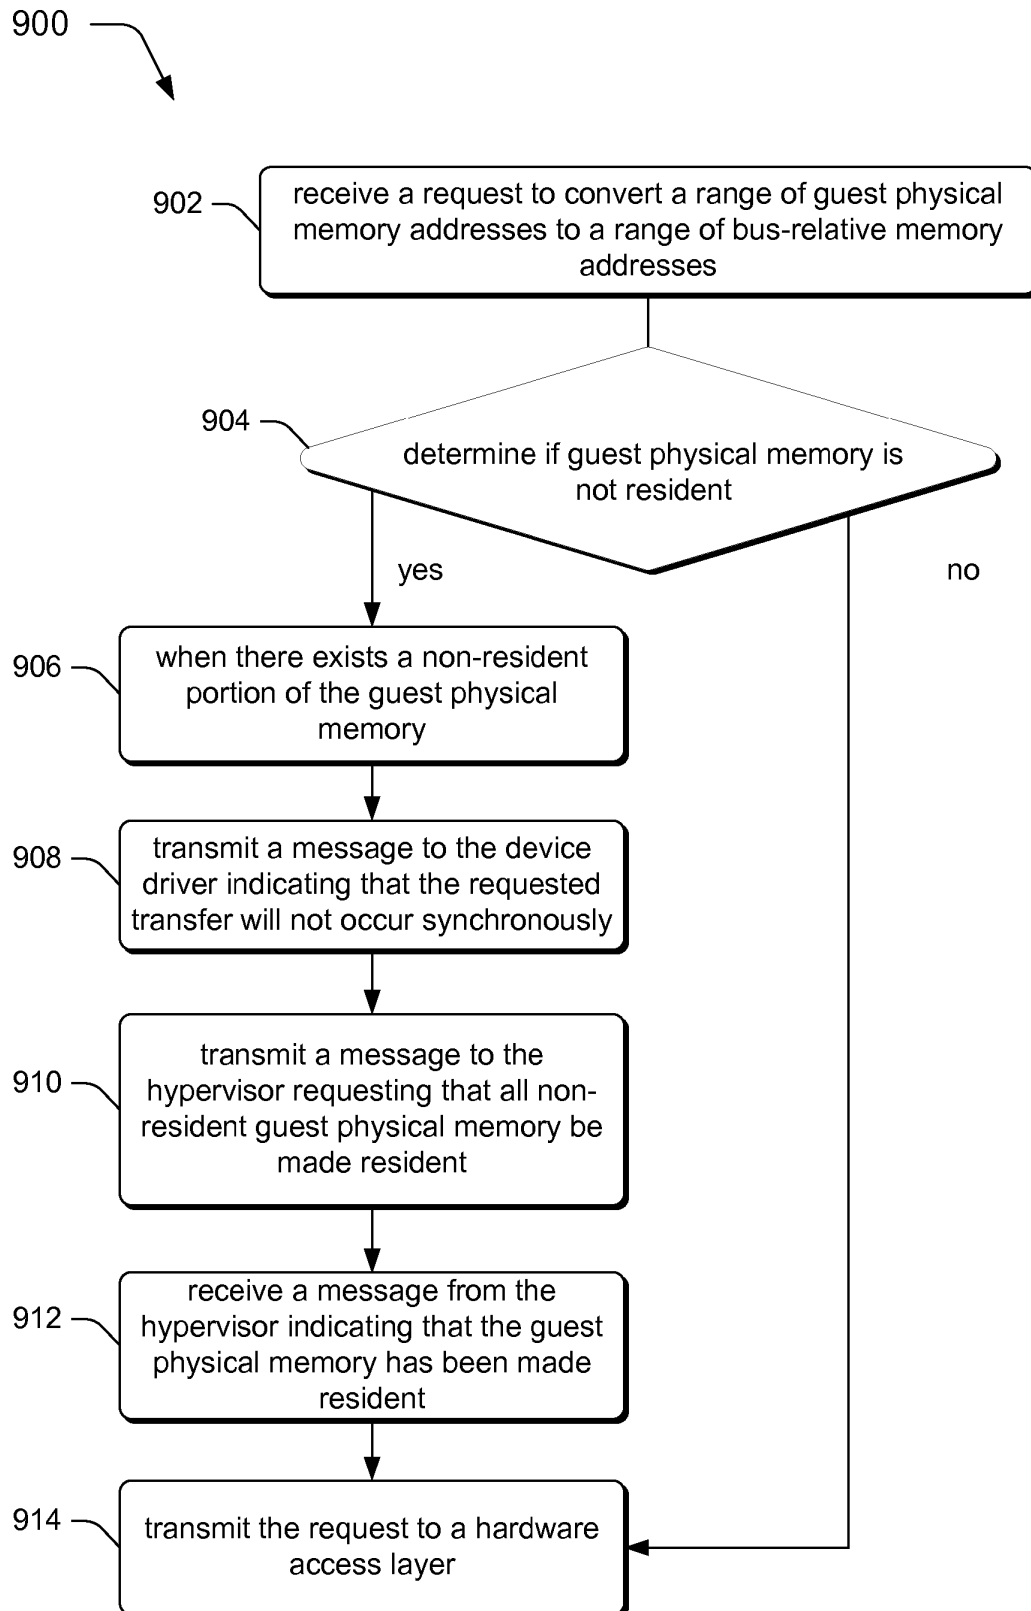 900
902
receive a request to convert a range of guest physical
memory addresses to a range of bus-relative memory
addresses
904
determine if guest physical memory is
not resident
yes
no
906
when there exists a non-resident
portion of the guest physical
memory
908
transmit a message to the device
driver indicating that the requested
transfer will not occur synchronously
910
transmit a message to the
hypervisor requesting that all non-
resident guest physical memory be
made resident
912
receive a message from the
hypervisor indicating that the guest
physical memory has been made
resident
914
transmit the request to a hardware
access layer